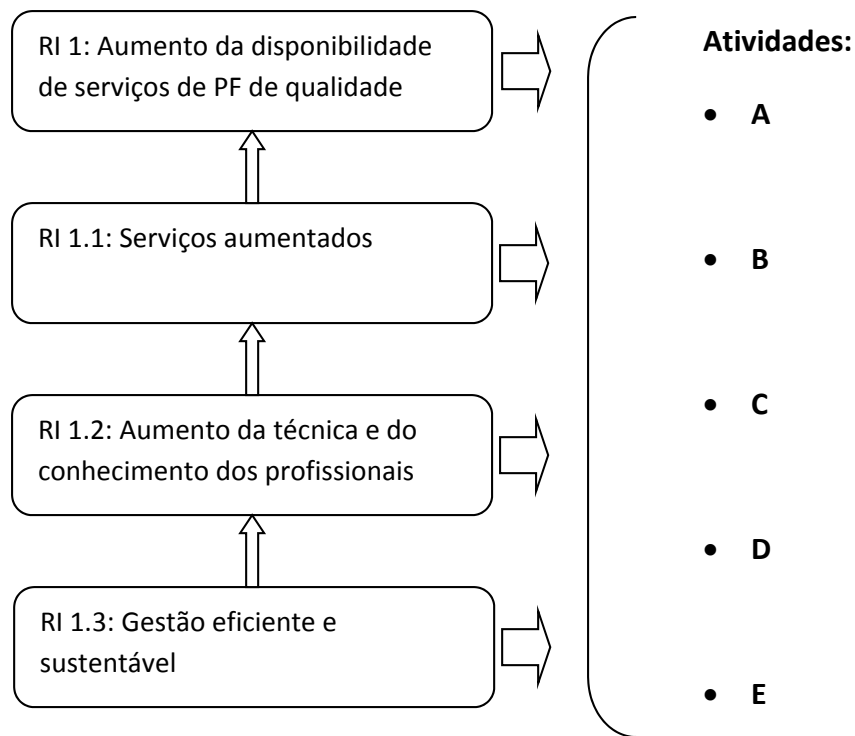 RI 1: Aumento da disponibilidade
de serviços de PF de qualidade
RI 1.1: Serviços aumentados
RI 1.2: Aumento da técnica e do
conhecimento dos profissionais
RI 1.3: Gestão eficiente e
sustentável
Atividades:
• A
• B
• C
• D
• E